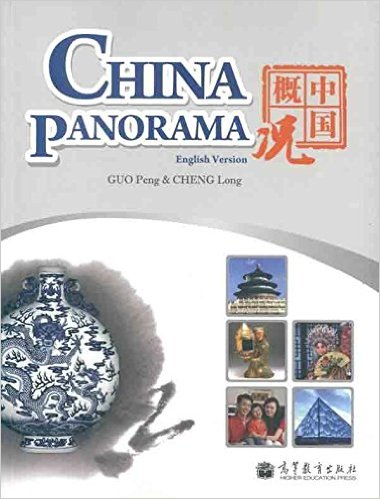 CHINA
PANORAMA
中国
概况
English Version
GUO Peng & CHENG Long
高等教育出版社
HIGHER EDUCATION PRESS